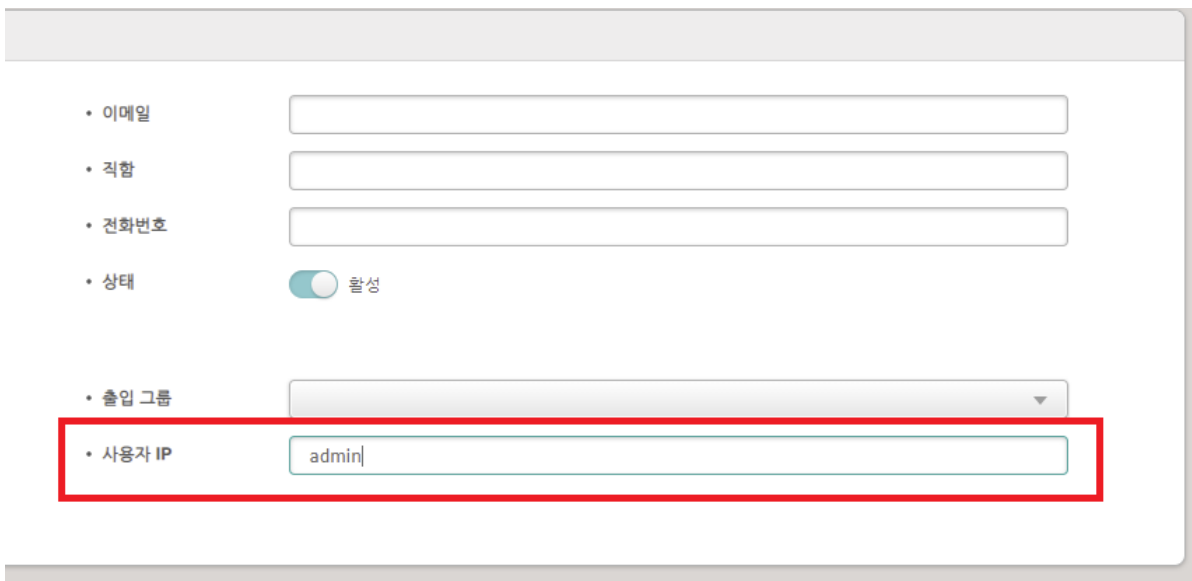 • 이메일
• 직함
• 전화번호
• 상태 활성
• 출입 그룹
• 사용자 IP admin